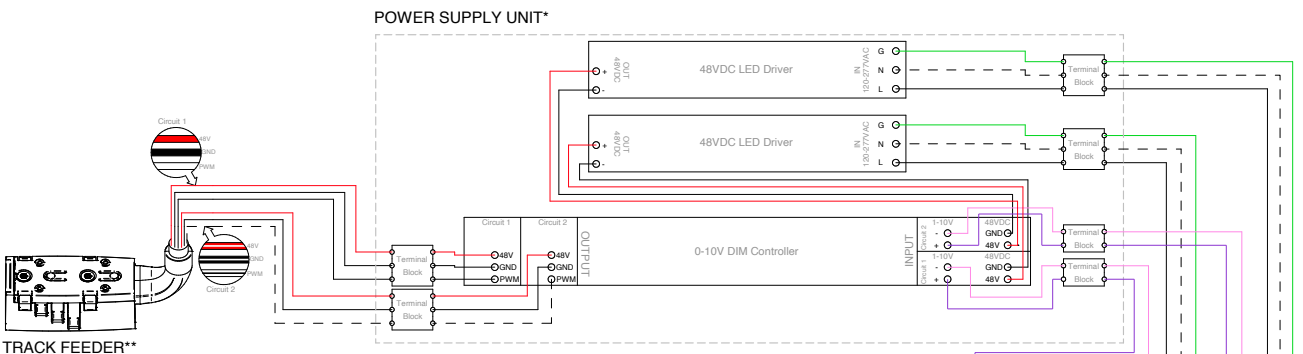 POWER SUPPLY UNIT*
+
-
OUT
48VDC
48VDC LED Driver
IN
120-277VAC
G
N
L
Terminal
Block
+
-
OUT
48VDC
48VDC LED Driver
IN
120-277VAC
G
N
L
Terminal
Block
Circuit 1
48V
GND
PWM
48V
GND
PWM
Circuit 2
Terminal
Block
Terminal
Block
Circuit 1
48V
GND
PWM
Circuit 2
48V
GND
PWM
OUTPUT
0-10V DIM Controller
INPUT
Circuit 2
1-10V
-
+
48VDC
GND
48V
Circuit 1
1-10V
-
+
48VDC
GND
48V
Terminal
Block
Terminal
Block
TRACK FEEDER**